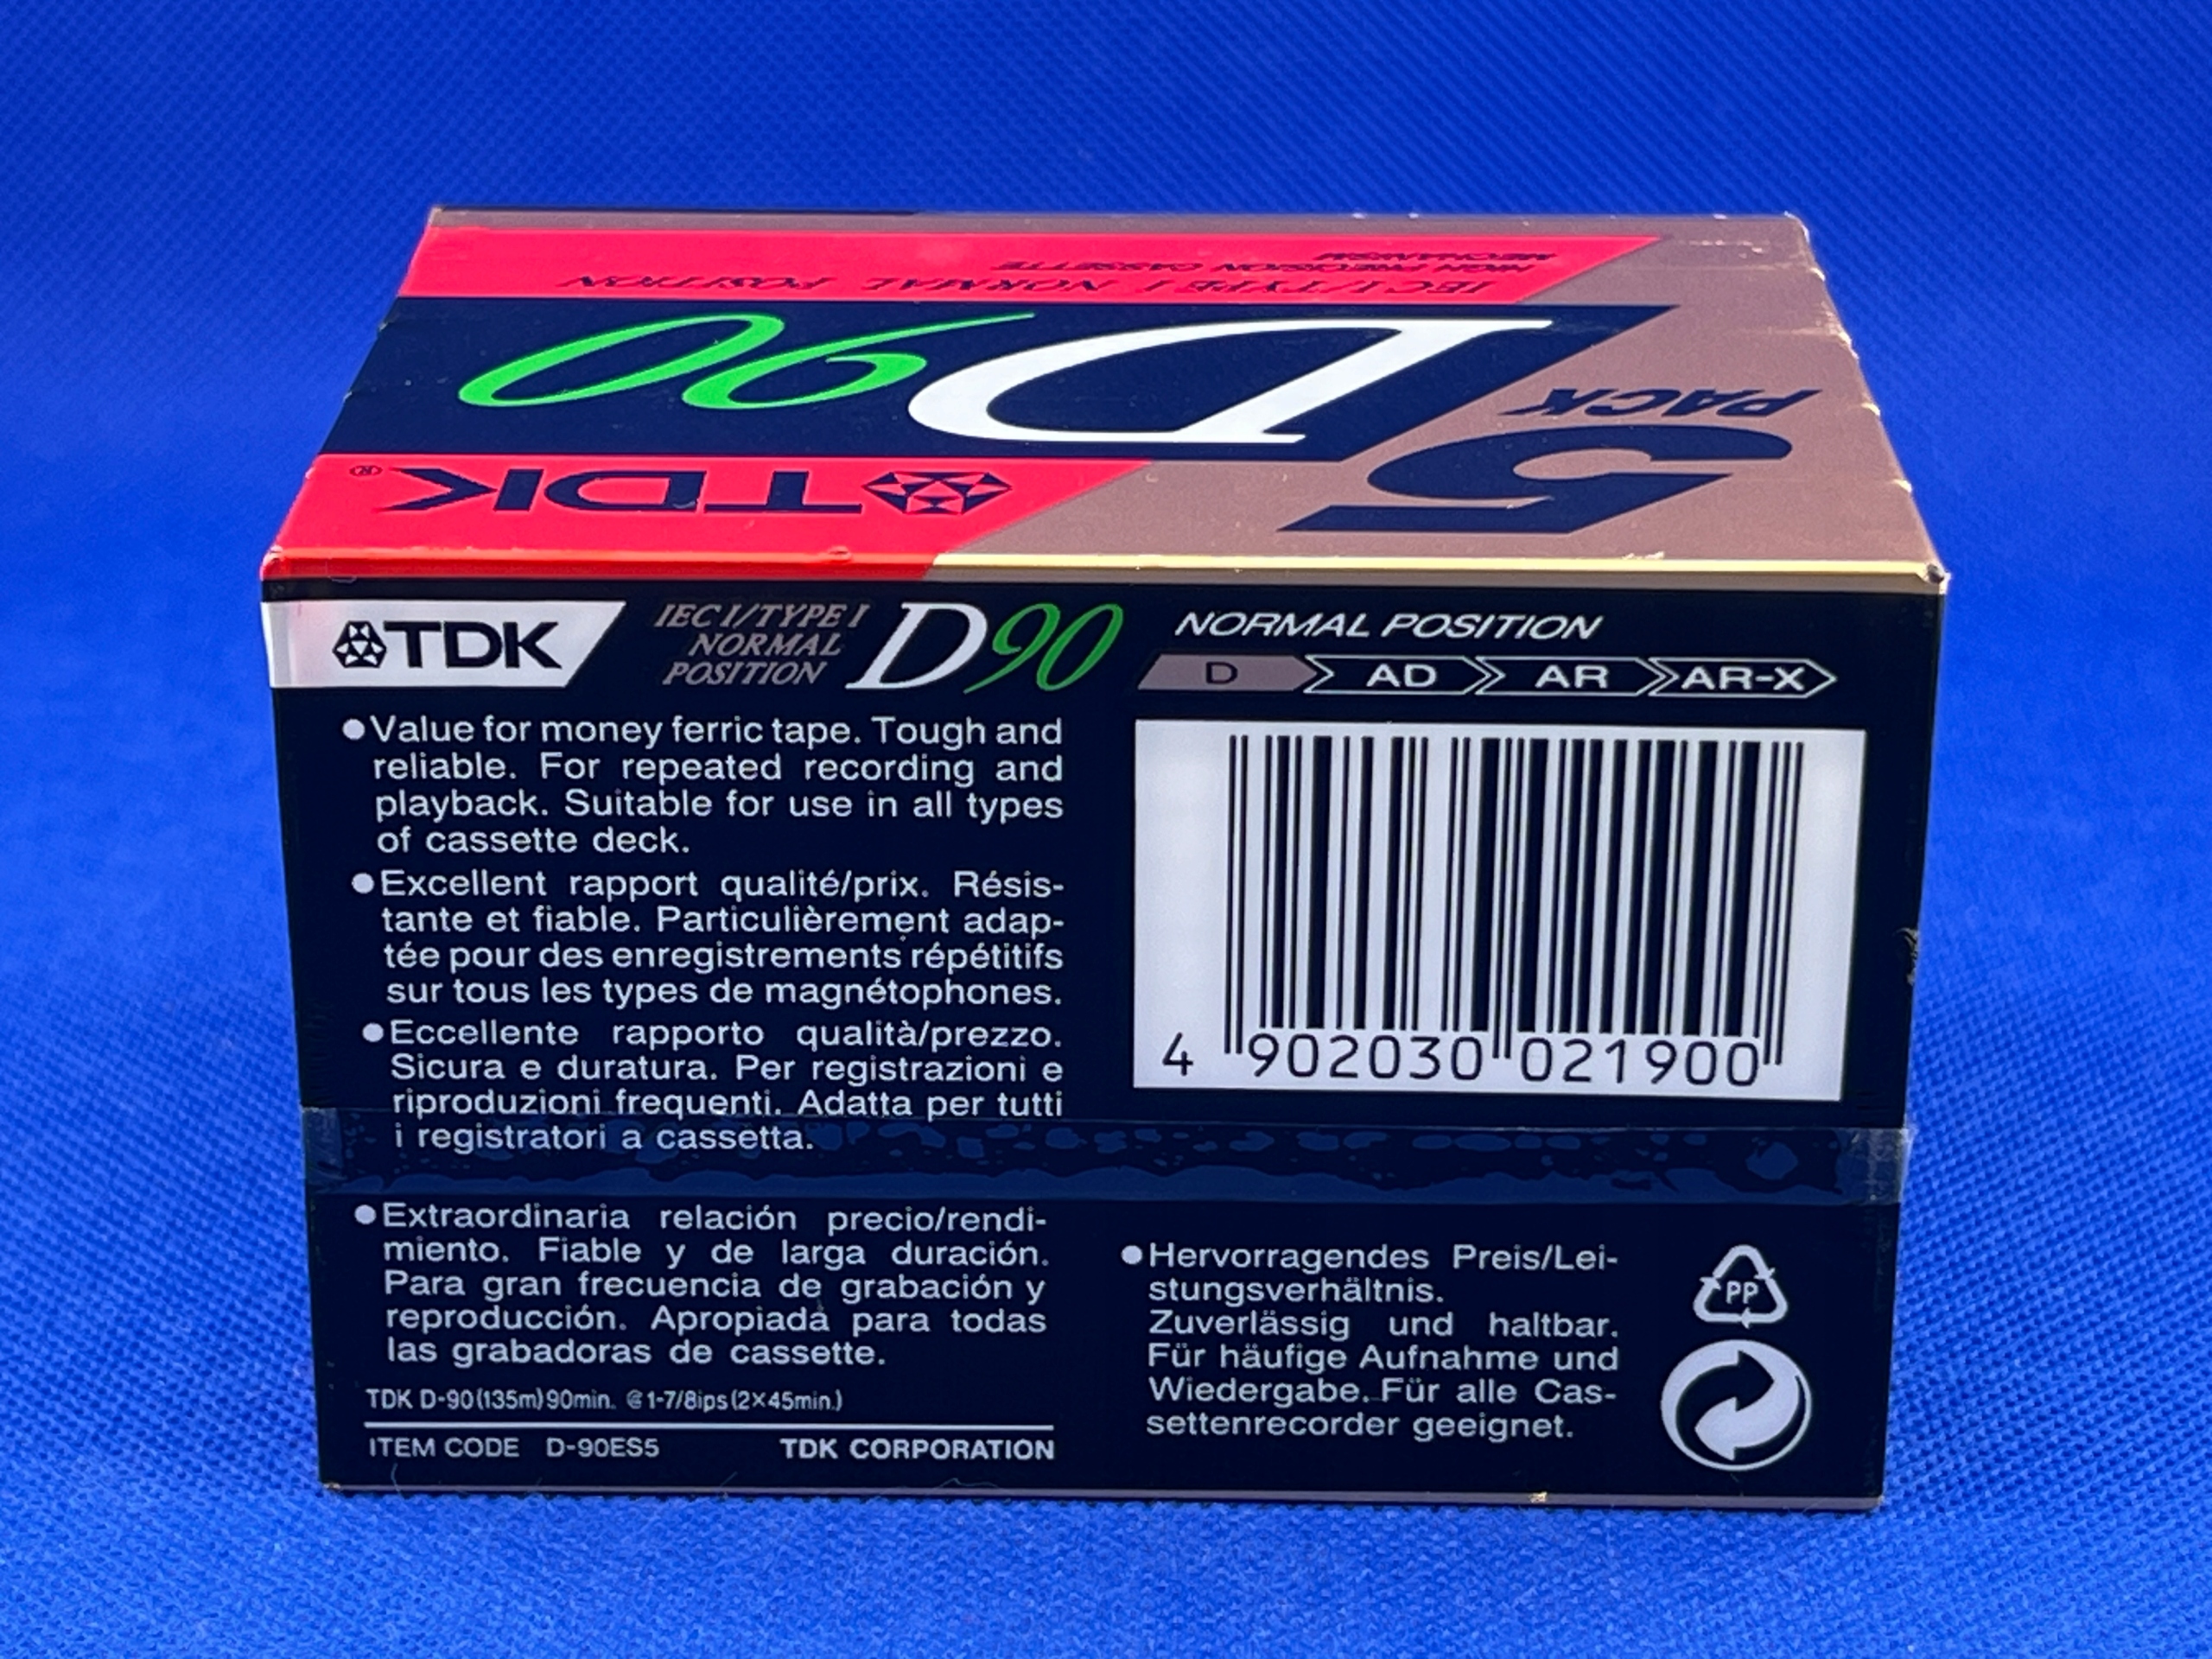 5
PACK
TDK®
D90
IEC I/TYPE I NORMAL POSITION
HIGH PRECISION CASSETTE
MECHANISM
TDK
IEC I/TYPE I
NORMAL
POSITION
D90
NORMAL POSITION
D AD AR AR-X
●Value for money ferric tape. Tough and
reliable. For repeated recording and
playback. Suitable for use in all types
of cassette deck.
●Excellent rapport qualité/prix. Résis-
tante et fiable. Particulièrement adap-
tée pour des enregistrements répétitifs
sur tous les types de magnétophones.
●Eccellente rapporto qualità/prezzo.
Sicura e duratura. Per registrazioni e
riproduzioni frequenti. Adatta per tutti
i registratori a cassetta.
4 902030 021900
●Extraordinaria relación precio/rendi-
miento. Fiable y de larga duración.
Para gran frecuencia de grabación y
reproducción. Apropiada para todas
las grabadoras de cassette.
TDK D-90(135m)90min. @1-7/8ips(2×45min.)
ITEM CODE D-90ES5 TDK CORPORATION
●Hervorragendes Preis/Lei-
stungsverhältnis.
Zuverlässig und haltbar.
Für häufige Aufnahme und
Wiedergabe. Für alle Cas-
settenrecorder geeignet.
PP